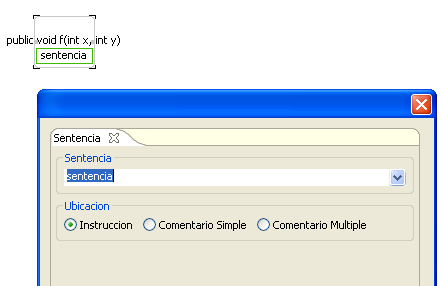 public void f(int x, int y)
sentencia
Sentencia
Sentencia
sentencia
Ubicacion
Instruccion Comentario Simple Comentario Multiple